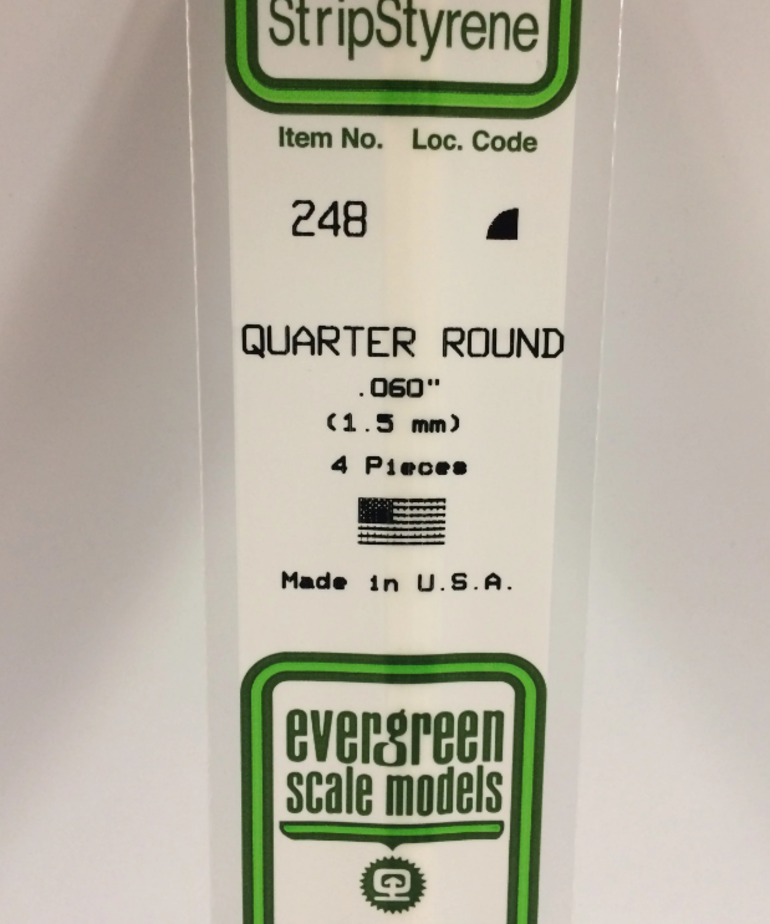 StripStyrene
Item No. Loc. Code
248
QUARTER ROUND
.060"
(1.5 mm)
4 Pieces
Made in U.S.A.
evergreen
scale models